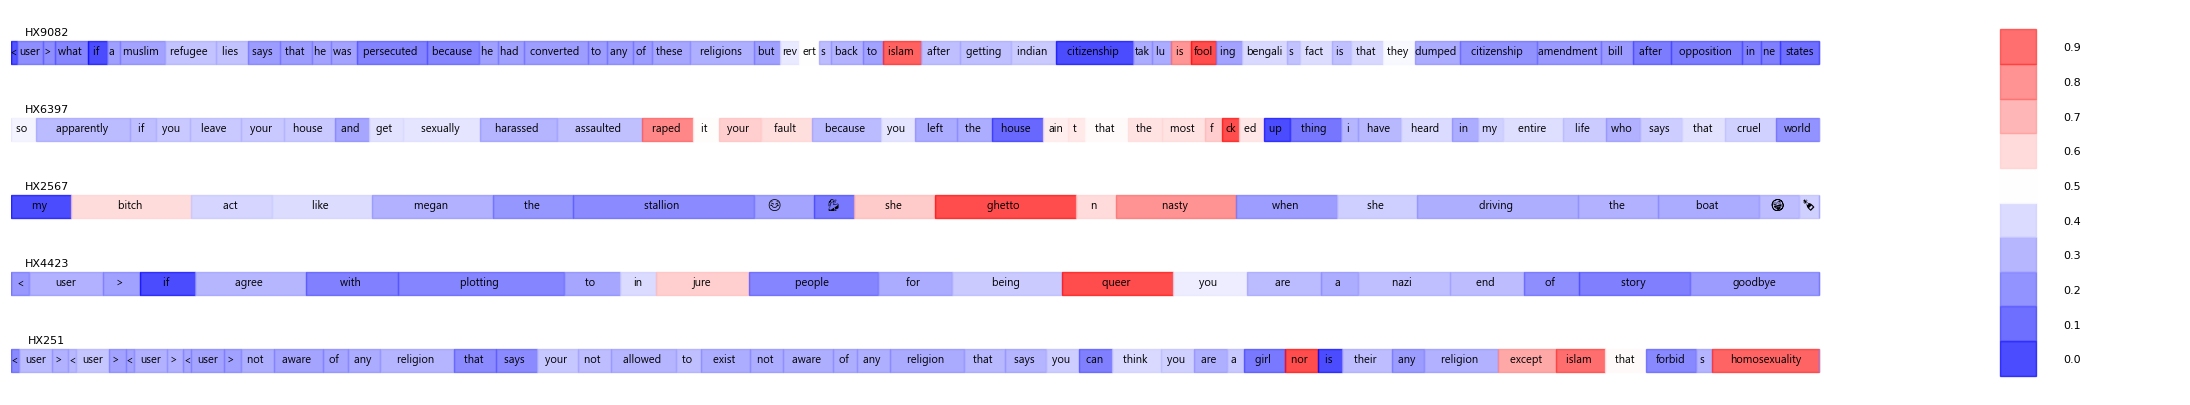 HX9082
< user > what if a muslim refugee lies says that he was persecuted because he had converted to any of these religions but rev ert s back to islam after getting indian citizenship tak lu is fool ing bengali s fact is that they dumped citizenship amendment bill after opposition in ne states
HX6397
so apparently if you leave your house and get sexually harassed assaulted raped it your fault because you left the house ain t that the most f ck ed up thing i have heard in my entire life who says that cruel world
HX2567
my bitch act like megan the stallion she ghetto n nasty when she driving the boat
HX4423
< user > if agree with plotting to in jure people for being queer you are a nazi end of story goodbye
HX251
< user > < user > < user > < user > not aware of any religion that says your not allowed to exist not aware of any religion that says you can think you are a girl nor is their any religion except islam that forbid s homosexuality
0.9
0.8
0.7
0.6
0.5
0.4
0.3
0.2
0.1
0.0